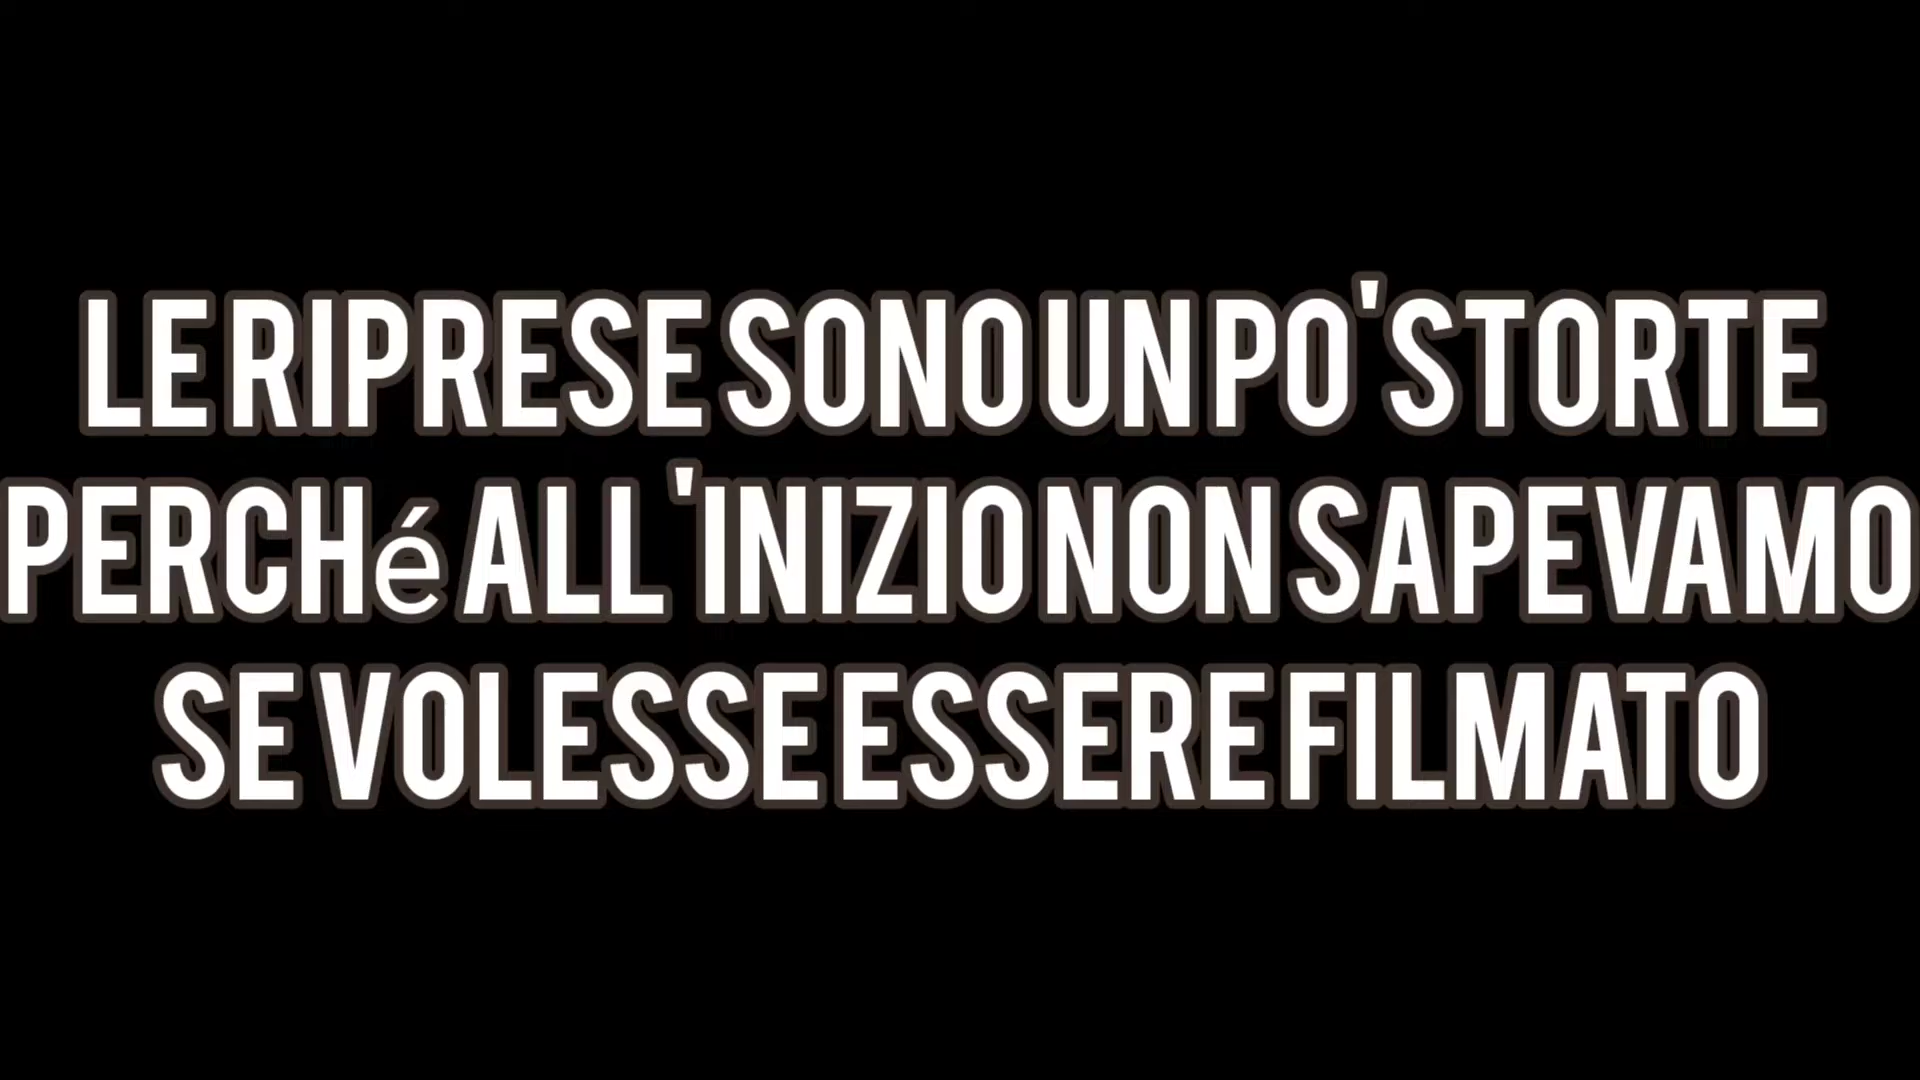 LE RIPRESE SONO UN PO' STORTE
PERCHé ALL'INIZIO NON SAPEVAMO
SE VOLESSE ESSERE FILMATO